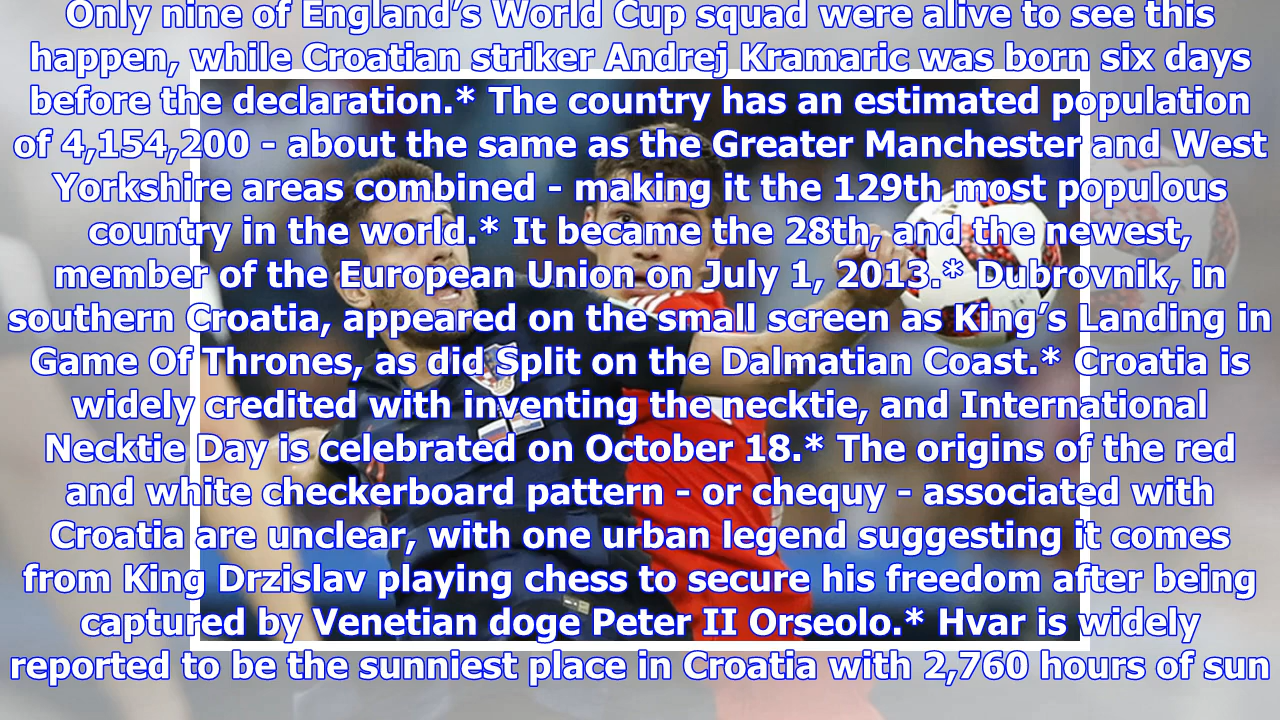 Only nine of England’s World Cup squad were alive to see this
happen, while Croatian striker Andrej Kramaric was born six days
before the declaration.* The country has an estimated population
of 4,154,200 - about the same as the Greater Manchester and West
Yorkshire areas combined - making it the 129th most populous
country in the world.* It became the 28th, and the newest,
member of the European Union on July 1, 2013.* Dubrovnik, in
southern Croatia, appeared on the small screen as King’s Landing in
Game Of Thrones, as did Split on the Dalmatian Coast.* Croatia is
widely credited with inventing the necktie, and International
Necktie Day is celebrated on October 18.* The origins of the red
and white checkerboard pattern - or chequy - associated with
Croatia are unclear, with one urban legend suggesting it comes
from King Drzislav playing chess to secure his freedom after being
captured by Venetian doge Peter II Orseolo.* Hvar is widely
reported to be the sunniest place in Croatia with 2,760 hours of sun